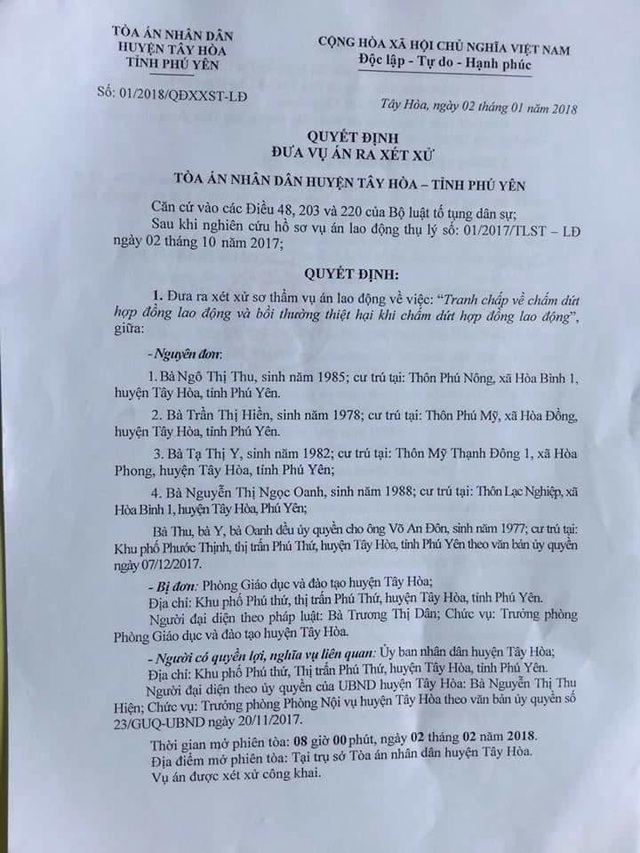 TÒA ÁN NHÂN DÂN
HUYỆN TÂY HÒA
TỈNH PHÚ YÊN
CỘNG HÒA XÃ HỘI CHỦ NGHĨA VIỆT NAM
Độc lập - Tự do - Hạnh phúc
Số: 01/2018/QĐXXST-LĐ
Tây Hòa, ngày 02 tháng 01 năm 2018
QUYẾT ĐỊNH
ĐƯA VỤ ÁN RA XÉT XỬ
TÒA ÁN NHÂN DÂN HUYỆN TÂY HÒA – TỈNH PHÚ YÊN
Căn cứ vào các Điều 48, 203 và 220 của Bộ luật tố tụng dân sự;
Sau khi nghiên cứu hồ sơ vụ án lao động thụ lý số: 01/2017/TLST – LĐ
ngày 02 tháng 10 năm 2017;
QUYẾT ĐỊNH:
1. Đưa ra xét xử sơ thẩm vụ án lao động về việc: “Tranh chấp về chấm dứt
hợp đồng lao động và bồi thường thiệt hại khi chấm dứt hợp đồng lao động”,
giữa:
- Nguyên đơn:
1. Bà Ngô Thị Thu, sinh năm 1985; cư trú tại: Thôn Phú Nông, xã Hòa Bình 1,
huyện Tây Hòa, tỉnh Phú Yên.
2. Bà Trần Thị Hiền, sinh năm 1978; cư trú tại: Thôn Phú Mỹ, xã Hòa Đồng,
huyện Tây Hòa, tỉnh Phú Yên.
3. Bà Tạ Thị Y, sinh năm 1982; cư trú tại: Thôn Mỹ Thạnh Đông 1, xã Hòa
Phong, huyện Tây Hòa, tỉnh Phú Yên;
4. Bà Nguyễn Thị Ngọc Oanh, sinh năm 1988; cư trú tại: Thôn Lạc Nghiệp, xã
Hòa Bình 1, huyện Tây Hòa, Phú Yên;
Bà Thu, bà Y, bà Oanh đều ủy quyền cho ông Võ An Đôn, sinh năm 1977; cư trú tại:
Khu phố Phước Thịnh, thị trấn Phú Thứ, huyện Tây Hòa, tỉnh Phú Yên theo văn bản ủy quyền
ngày 07/12/2017.
- Bị đơn: Phòng Giáo dục và đào tạo huyện Tây Hòa;
Địa chỉ: Khu phố Phú thứ, thị trấn Phú Thứ, huyện Tây Hòa, tỉnh Phú Yên.
Người đại diện theo pháp luật: Bà Trương Thị Dân; Chức vụ: Trưởng phòng
Phòng Giáo dục và đào tạo huyện Tây Hòa.
- Người có quyền lợi, nghĩa vụ liên quan: Ủy ban nhân dân huyện Tây Hòa;
Địa chỉ: Khu phố Phú thứ, Thị trấn Phú Thứ, huyện Tây Hòa, tỉnh Phú Yên.
Người đại diện theo ủy quyền của UBND huyện Tây Hòa: Bà Nguyễn Thị Thu
Hiện; Chức vụ: Trưởng phòng Phòng Nội vụ huyện Tây Hòa theo văn bản ủy quyền số
23/GUQ-UBND ngày 20/11/2017.
Thời gian mở phiên tòa: 08 giờ 00 phút, ngày 02 tháng 02 năm 2018.
Địa điểm mở phiên tòa: Tại trụ sở Tòa án nhân dân huyện Tây Hòa.
Vụ án được xét xử công khai.